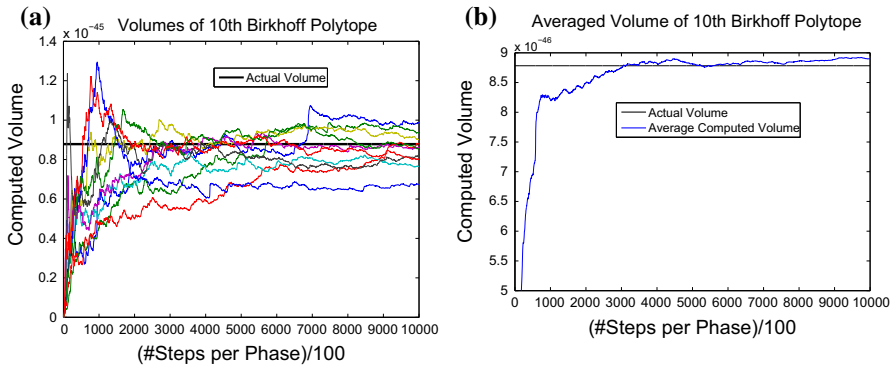 (a)
Volumes of 10th Birkhoff Polytope
x 10^-45
1.4
1.2
1
0.8
0.6
0.4
0.2
0
Computed Volume
Actual Volume
0 1000 2000 3000 4000 5000 6000 7000 8000 9000 10000
(#Steps per Phase)/100
(b)
Averaged Volume of 10th Birkhoff Polytope
x 10^-46
9
8.5
8
7.5
7
6.5
6
5.5
5
Computed Volume
Actual Volume
Average Computed Volume
0 1000 2000 3000 4000 5000 6000 7000 8000 9000 10000
(#Steps per Phase)/100